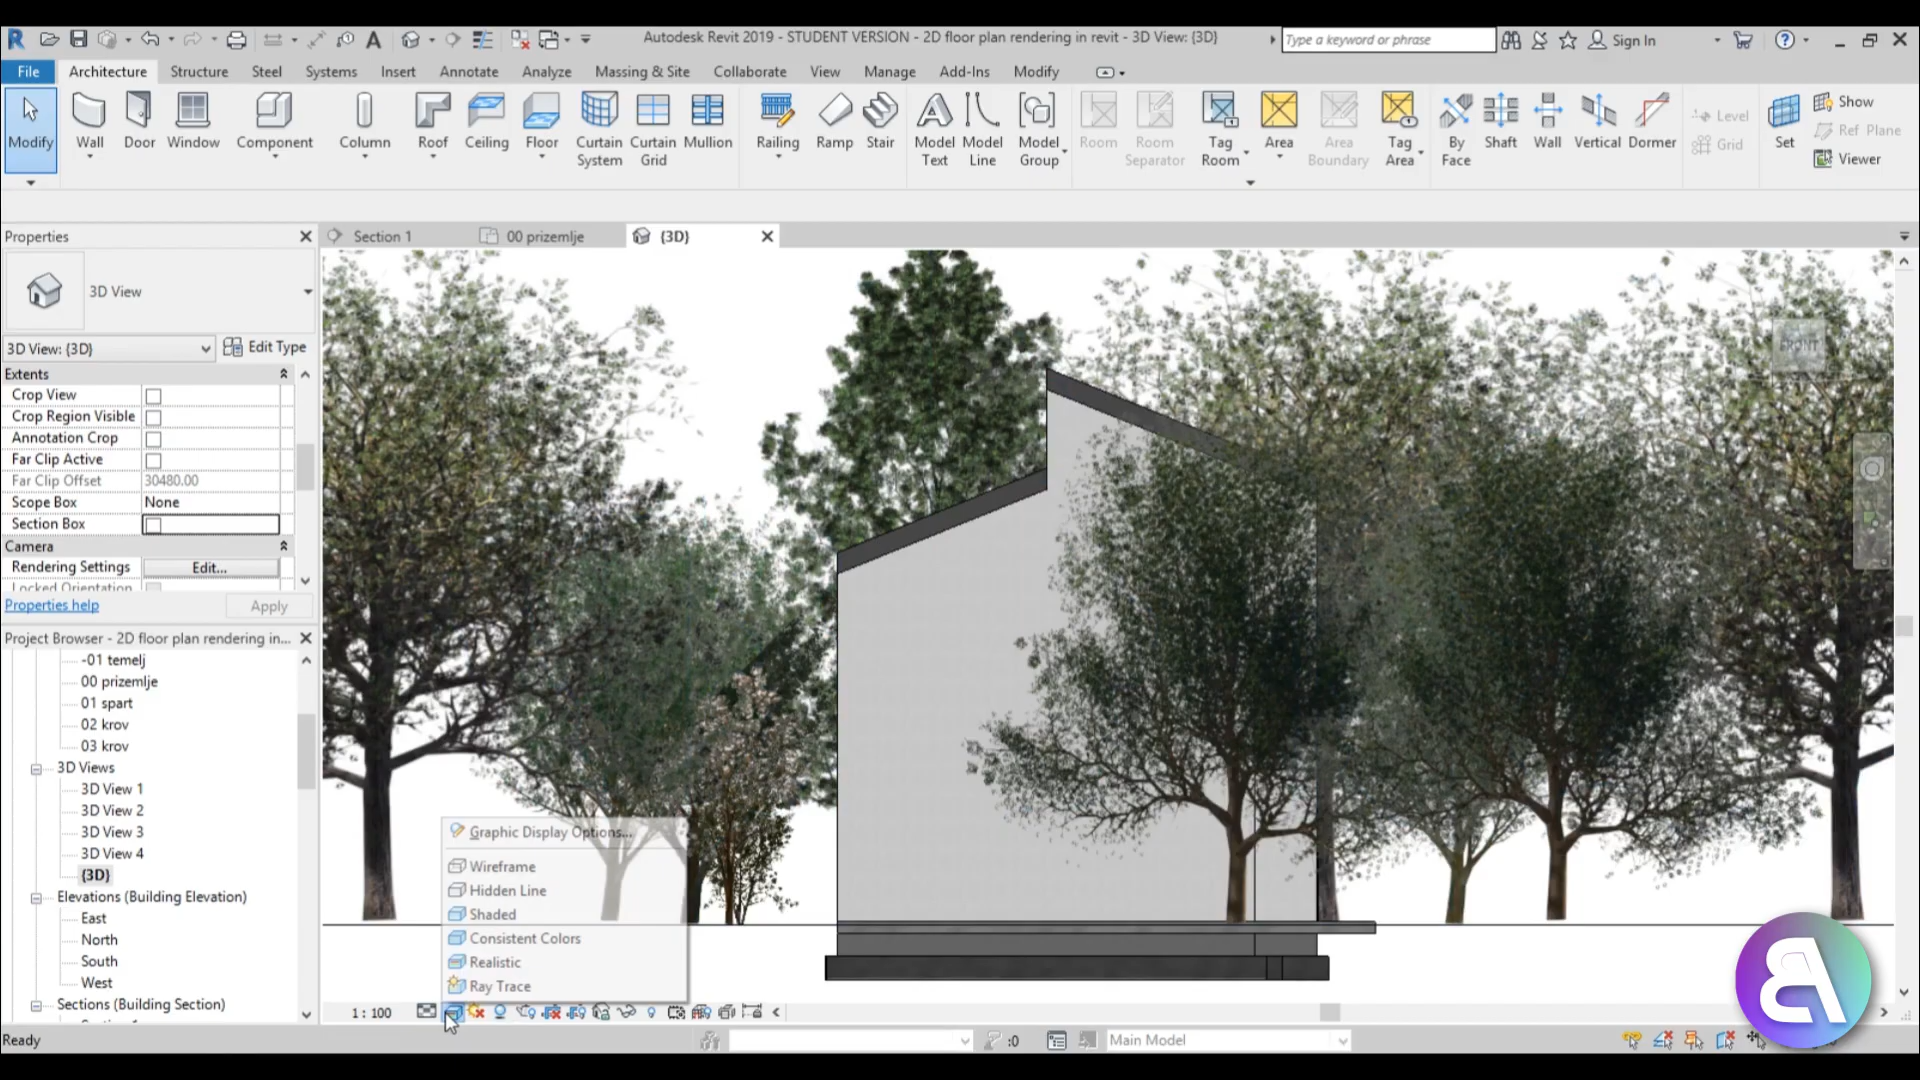 Autodesk Revit 2019 - STUDENT VERSION - 2D floor plan rendering in revit - 3D View: {3D}
Type a keyword or phrase
Sign In
File Architecture Structure Steel Systems Insert Annotate Analyze Massing & Site Collaborate View Manage Add-Ins Modify
Modify
Wall
Door
Window
Component
Column
Roof
Ceiling
Floor
Curtain System
Curtain Grid
Mullion
Railing
Ramp
Stair
Model Text
Model Line
Model Group
Room
Room Separator
Tag Room
Area
Area Boundary
Tag Area
By Face
Shaft
Wall
Vertical
Dormer
Level
Grid
Set
Show
Ref Plane
Viewer
Properties
Section 1
00 prizemlje
{3D}
3D View
3D View: {3D}
Edit Type
Extents
Crop View
Crop Region Visible
Annotation Crop
Far Clip Active
Far Clip Offset 30480.00
Scope Box None
Section Box
Camera
Rendering Settings Edit...
Locked Orientation
Properties help
Apply
Project Browser - 2D floor plan rendering in...
-01 temelj
00 prizemlje
01 spart
02 krov
03 krov
3D Views
3D View 1
3D View 2
3D View 3
3D View 4
{3D}
Elevations (Building Elevation)
East
North
South
West
Sections (Building Section)
FRONT
Graphic Display Options...
Wireframe
Hidden Line
Shaded
Consistent Colors
Realistic
Ray Trace
1 : 100
Ready
:0
Main Model